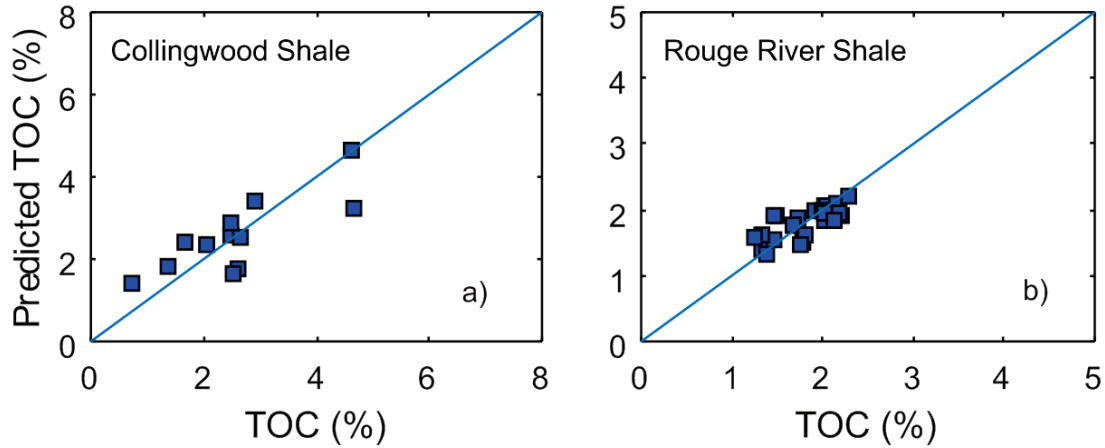 Predicted TOC (%)
8
6
4
2
0
Collingwood Shale
a)
0 2 4 6 8
TOC (%)
5
4
3
2
1
0
Rouge River Shale
b)
0 1 2 3 4 5
TOC (%)